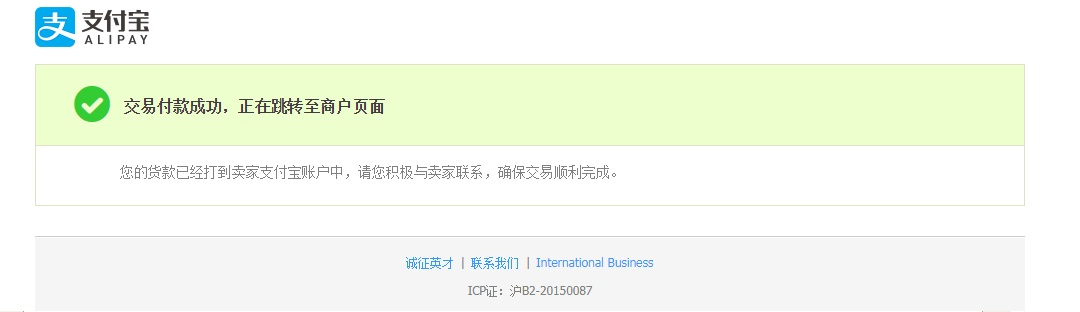 支付宝
ALIPAY
交易付款成功，正在跳转至商户页面
您的货款已经打到卖家支付宝账户中，请您积极与卖家联系，确保交易顺利完成。
诚征英才 | 联系我们 | International Business
ICP证：沪B2-20150087